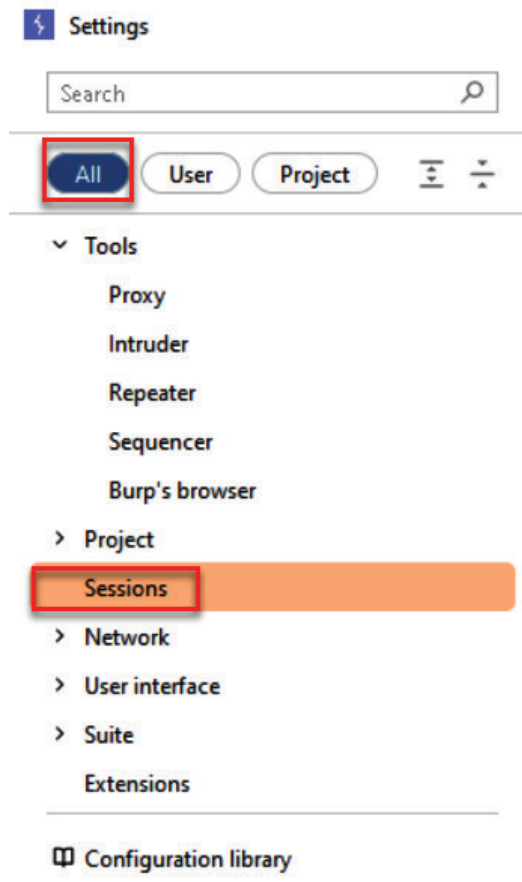 Settings
Search
All User Project
Tools
Proxy
Intruder
Repeater
Sequencer
Burp's browser
Project
Sessions
Network
User interface
Suite
Extensions
Configuration library